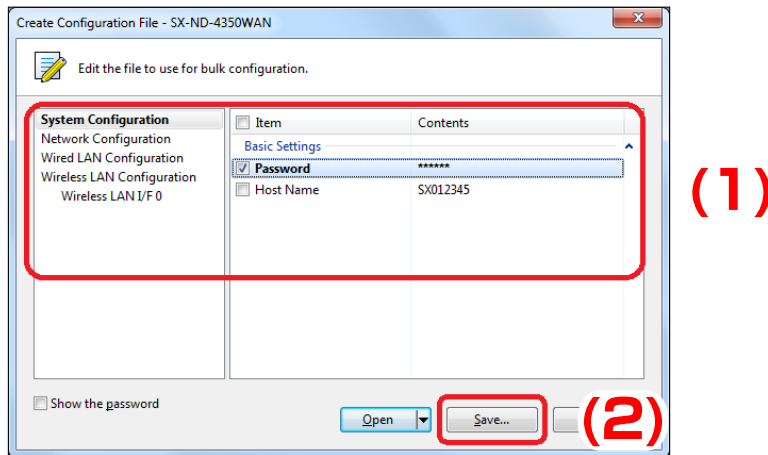 Create Configuration File - SX-ND-4350WAN
Edit the file to use for bulk configuration.
System Configuration
Network Configuration
Wired LAN Configuration
Wireless LAN Configuration
Wireless LAN I/F 0
Item Contents
Basic Settings
Password ******
Host Name SX012345
(1)
Show the password
Open Save... (2)